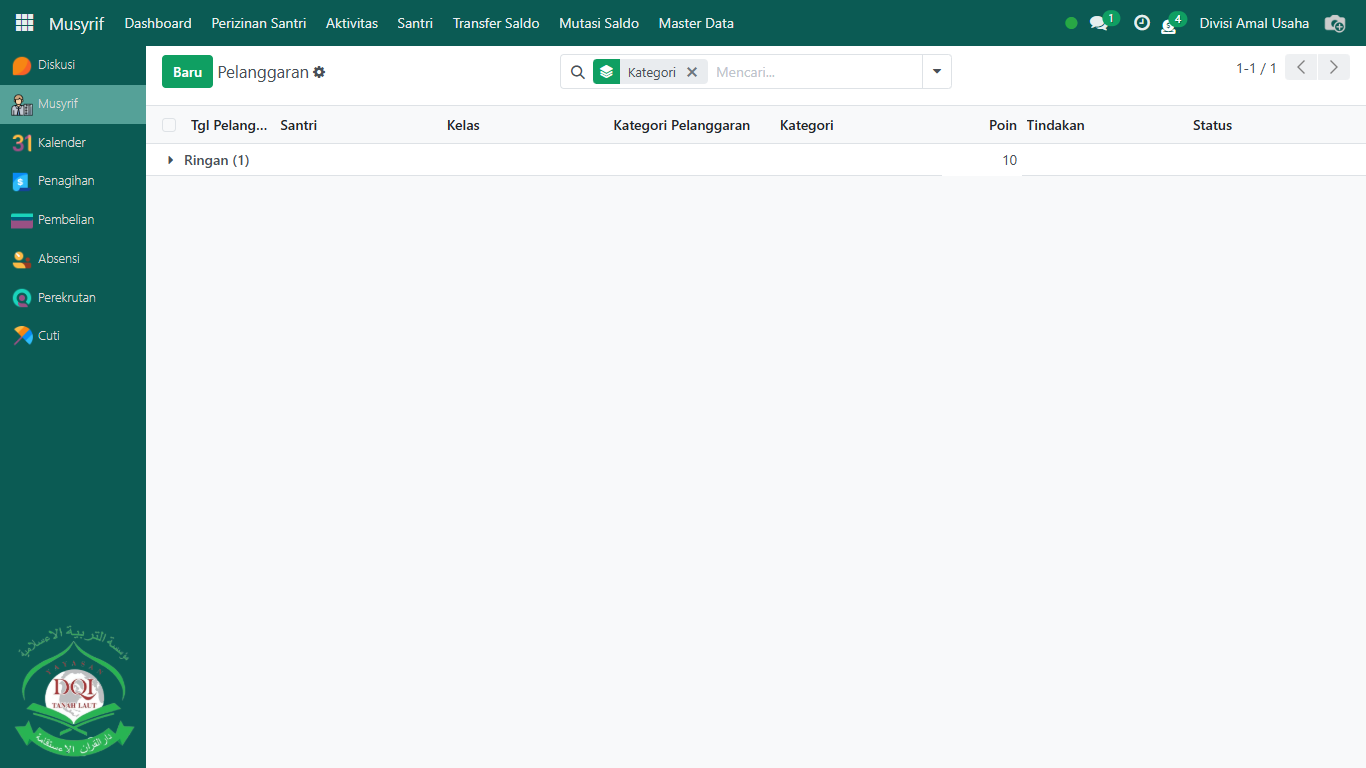 Musyrif Dashboard Perizinan Santri Aktivitas Santri Transfer Saldo Mutasi Saldo Master Data 1 4 Divisi Amal Usaha
Diskusi
Musyrif
31 Kalender
Penagihan
Pembelian
Absensi
Perekrutan
Cuti
Baru Pelanggaran Kategori Mencari... 1-1 / 1
Tgl Pelang... Santri Kelas Kategori Pelanggaran Kategori Poin Tindakan Status
Ringan (1) 10
مؤسسة التربية الإسلامية
YAYASAN
DQI
TANAH LAUT
دار القرآن الاستقامة